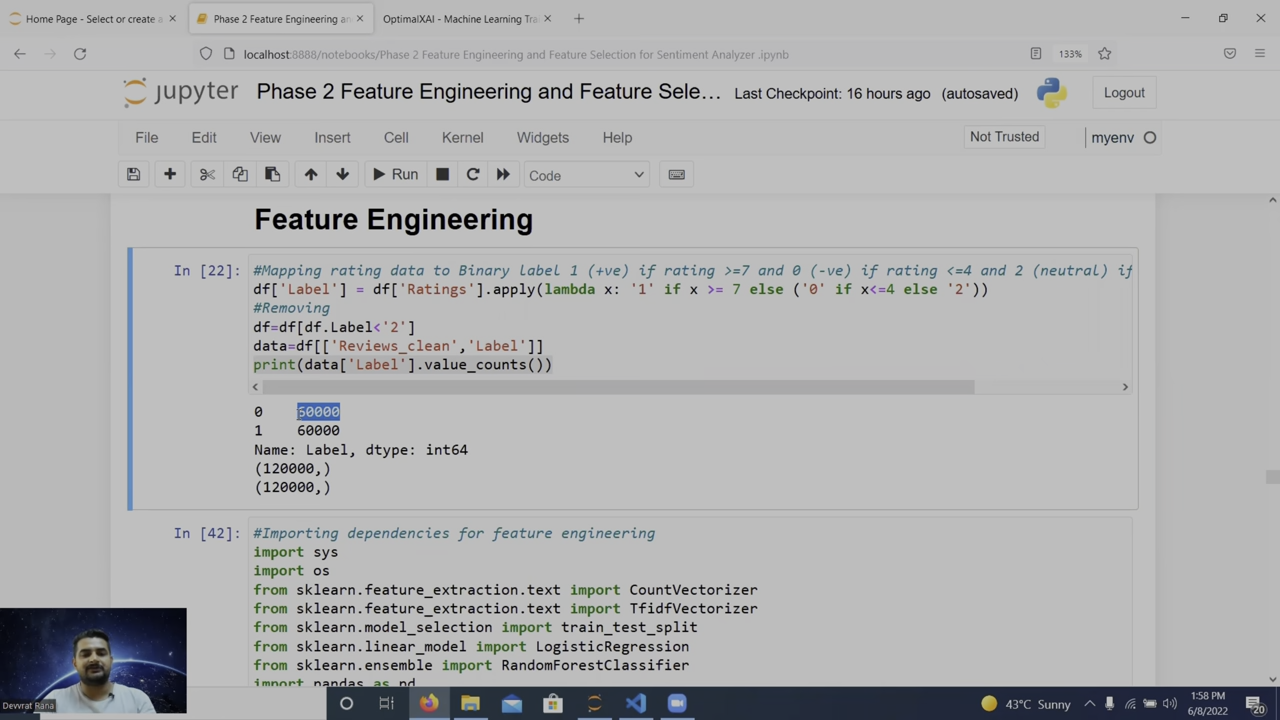 Home Page - Select or create a
Phase 2 Feature Engineering an
OptimalXAI - Machine Learning Tra
localhost:8888/notebooks/Phase 2 Feature Engineering and Feature Selection for Sentiment Analyzer .ipynb
133%
jupyter
Phase 2 Feature Engineering and Feature Sele...
Last Checkpoint: 16 hours ago (autosaved)
Logout
File Edit View Insert Cell Kernel Widgets Help
Not Trusted
myenv
Run
Code
Feature Engineering
In [22]:
#Mapping rating data to Binary label 1 (+ve) if rating >=7 and 0 (-ve) if rating <=4 and 2 (neutral) if
df['Label'] = df['Ratings'].apply(lambda x: '1' if x >= 7 else ('0' if x<=4 else '2'))
#Removing
df=df[df.Label<'2']
data=df[['Reviews_clean','Label']]
print(data['Label'].value_counts())
0 60000
1 60000
Name: Label, dtype: int64
(120000,)
(120000,)
In [42]:
#Importing dependencies for feature engineering
import sys
import os
from sklearn.feature_extraction.text import CountVectorizer
from sklearn.feature_extraction.text import TfidfVectorizer
from sklearn.model_selection import train_test_split
from sklearn.linear_model import LogisticRegression
from sklearn.ensemble import RandomForestClassifier
import pandas as pd
Devvrat Rana
43°C Sunny
1:58 PM
6/8/2022
20